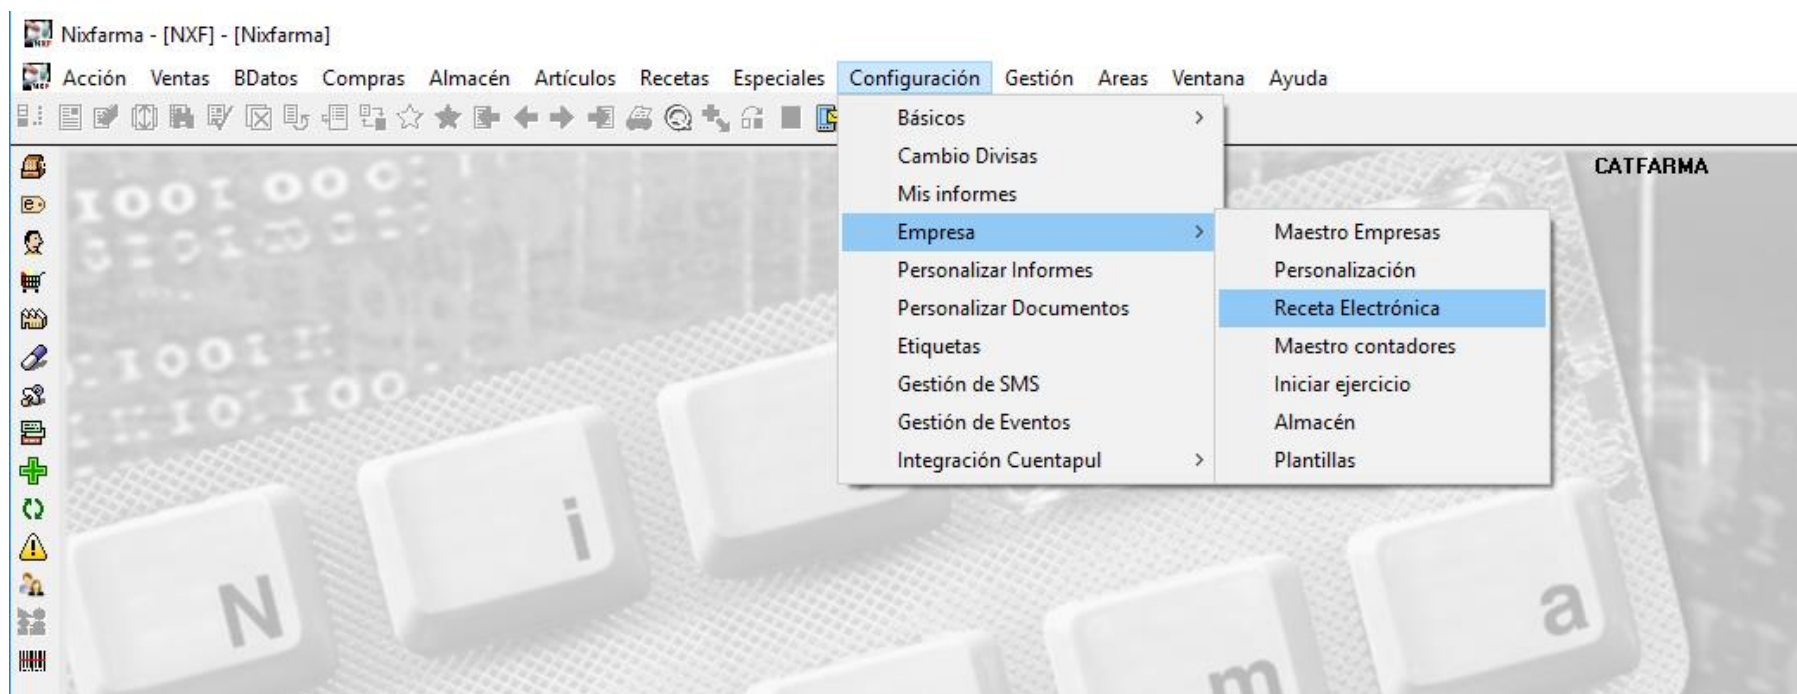 Nixfarma - [NXF] - [Nixfarma]
Acción Ventas BDatos Compras Almacén Artículos Recetas Especiales Configuración Gestión Areas Ventana Ayuda
Básicos
Cambio Divisas
Mis informes
Empresa
Personalizar Informes
Personalizar Documentos
Etiquetas
Gestión de SMS
Gestión de Eventos
Integración Cuentapul
Maestro Empresas
Personalización
Receta Electrónica
Maestro contadores
Iniciar ejercicio
Almacén
Plantillas
CATFARMA
N i m a